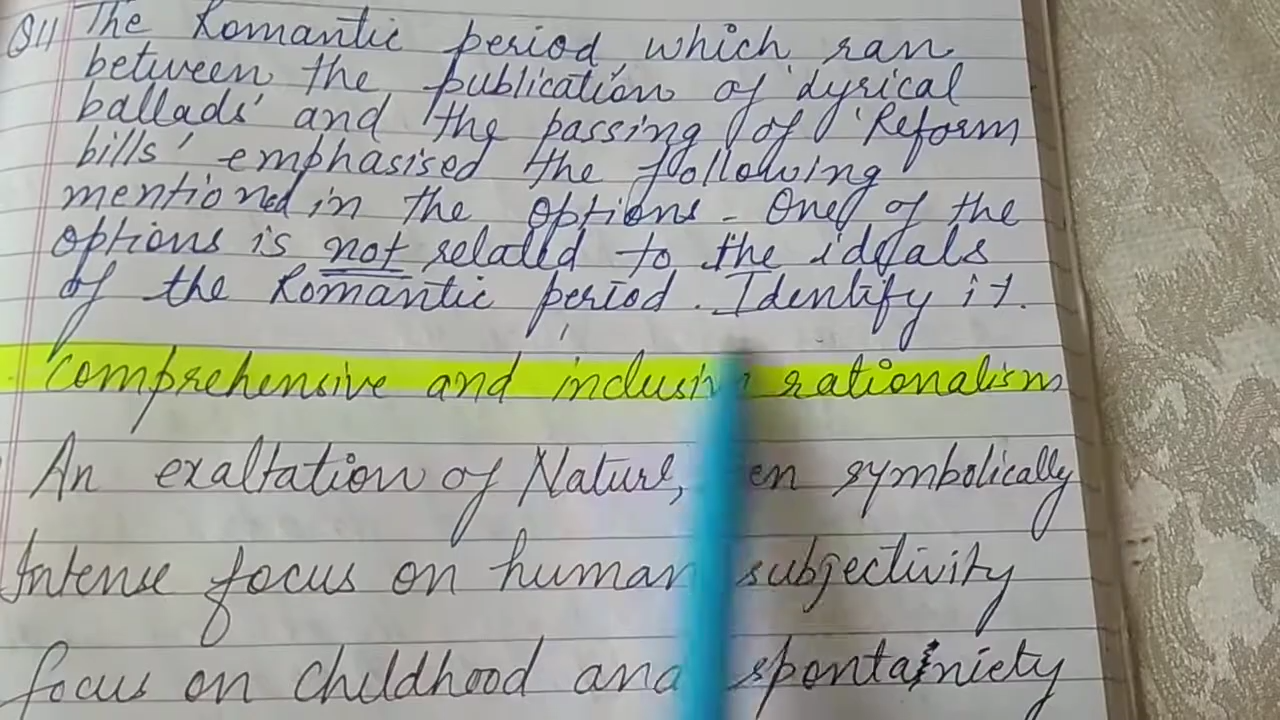 Q11 The Romantic period, which ran
between the publication of 'Lyrical
ballads' and the passing of 'Reform
bills' emphasised the following
mentioned in the options. One of the
options is not related to the ideals
of the Romantic period. Identify it.
Comprehensive and inclusive rationalism
An exaltation of Nature, en symbolically
Intense focus on human subjectivity
focus on childhood and spontainiety